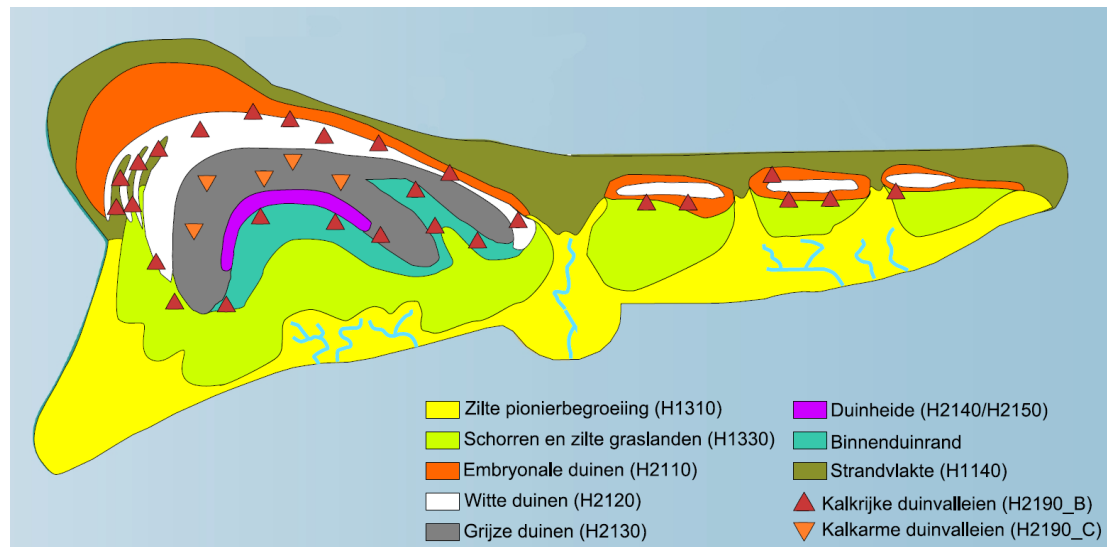 Zilte pionierbegroeiing (H1310)
Schorren en zilte graslanden (H1330)
Embryonale duinen (H2110)
Witte duinen (H2120)
Grijze duinen (H2130)
Duinheide (H2140/H2150)
Binnenduinrand
Strandvlakte (H1140)
Kalkrijke duinvalleien (H2190_B)
Kalkarme duinvalleien (H2190_C)